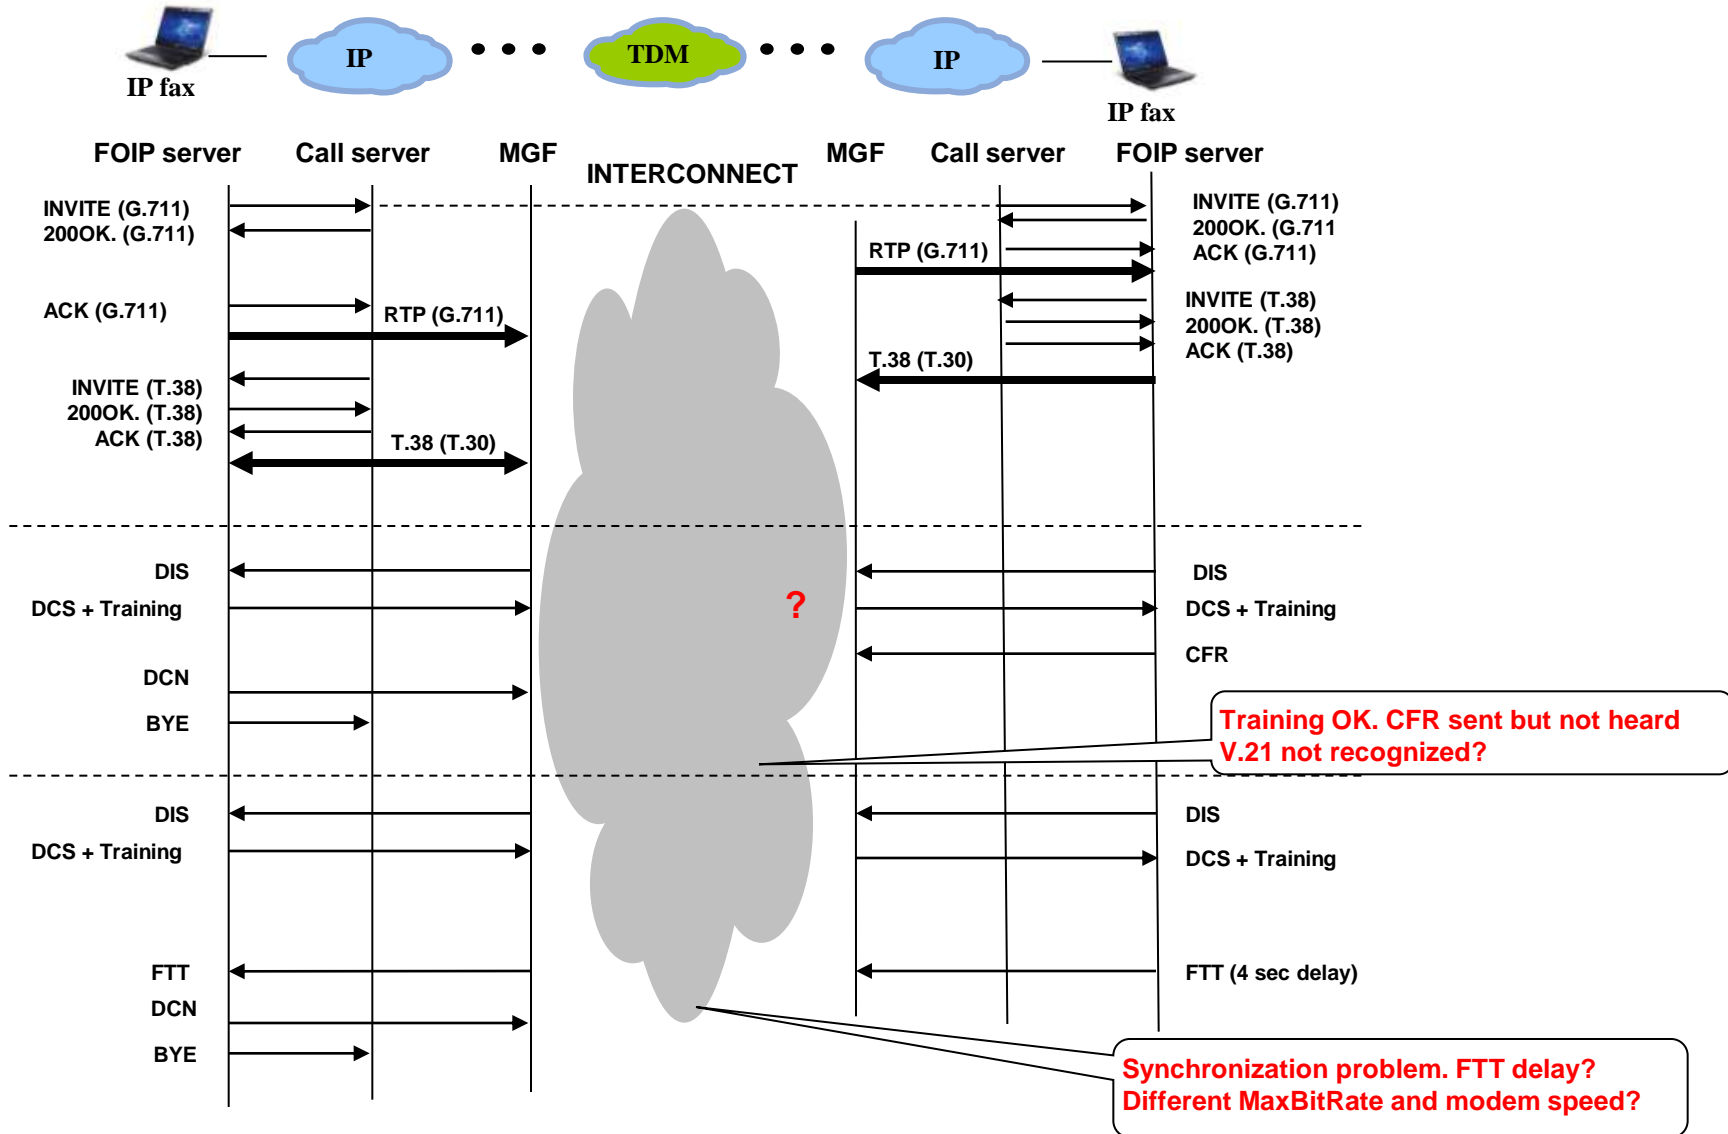 IP
TDM
IP
IP fax
IP fax
FOIP server
Call server
MGF
INTERCONNECT
MGF
Call server
FOIP server
INVITE (G.711)
200OK. (G.711)
ACK (G.711)
RTP (G.711)
INVITE (T.38)
200OK. (T.38)
ACK (T.38)
T.38 (T.30)
RTP (G.711)
INVITE (G.711)
200OK. (G.711
ACK (G.711)
INVITE (T.38)
200OK. (T.38)
ACK (T.38)
T.38 (T.30)
DIS
DCS + Training
DCN
BYE
?
DIS
DCS + Training
CFR
Training OK. CFR sent but not heard
V.21 not recognized?
DIS
DCS + Training
FTT
DCN
BYE
DIS
DCS + Training
FTT (4 sec delay)
Synchronization problem. FTT delay?
Different MaxBitRate and modem speed?